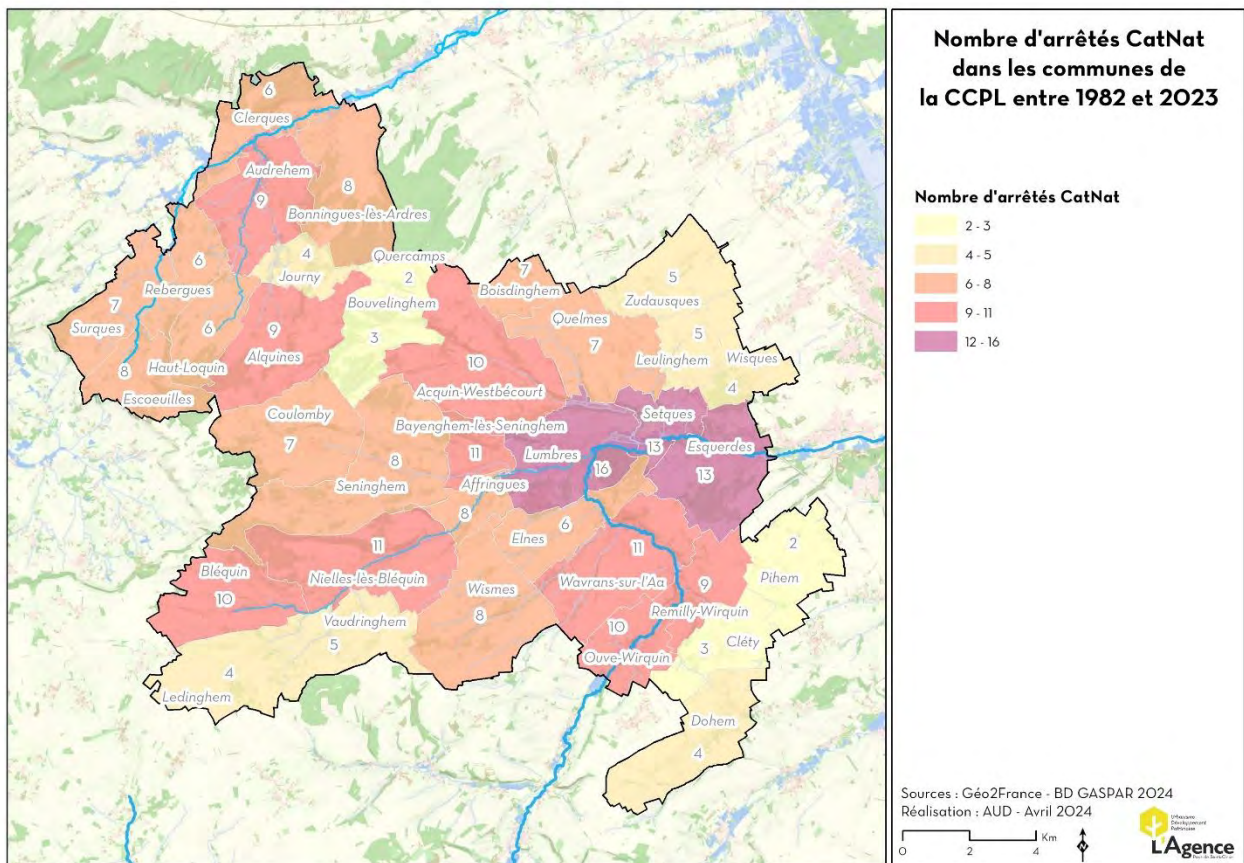 Nombre d'arrêtés CatNat
dans les communes de
la CCPL entre 1982 et 2023
Nombre d'arrêtés CatNat
2 - 3
4 - 5
6 - 8
9 - 11
12 - 16
6
Clerques
Audrehem
9
8
Bonningues-lès-Ardres
4
Journy
Quercamps
2
Bouvelinghem
3
7
Boisdinghem
Quelmes
7
5
Zudausques
5
Leulinghem
Wisques
4
6
Rebergues
7
Surques
6
Haut-Loquin
8
Escoeuilles
9
Alquines
10
Acquin-Westbécourt
Coulomby
7
Bayenghem-lès-Seninghem
11
8
Seninghem
Setques
13
Esquerdes
13
Lumbres
16
Affringues
8
6
Elnes
11
Nielles-lès-Bléquin
Bléquin
10
Wismes
8
11
Wavrans-sur-l'Aa
9
Remilly-Wirquin
10
Ouve-Wirquin
2
Pihem
Cléty
3
Vaudringhem
5
4
Ledinghem
Dohem
4
Sources : Géo2France - BD GASPAR 2024
Réalisation : AUD - Avril 2024
Km
0 2 4
N
Urbanisme
Développement
Patrimoine
L'Agence